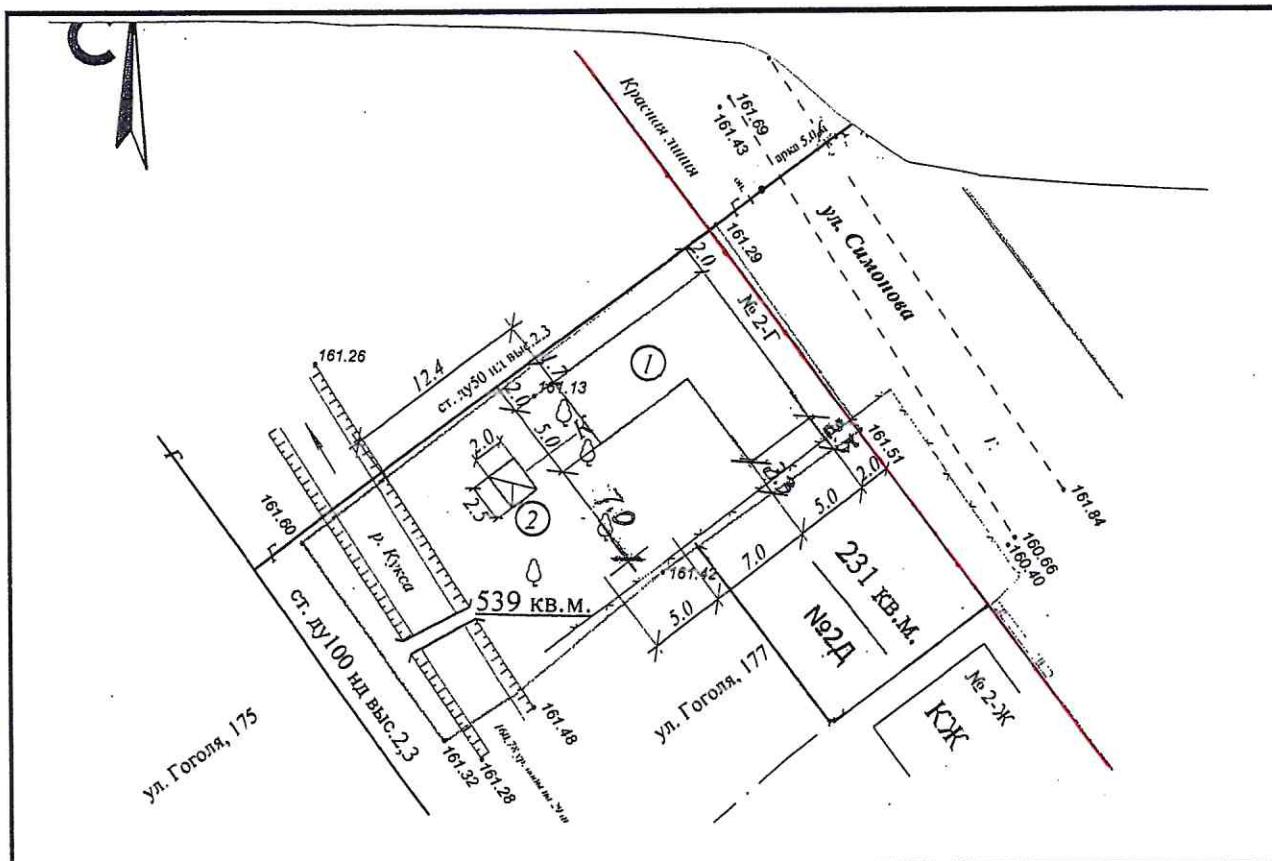 С
Красная линия
161.69
161.43
арка 5.0
161.29
ул. Симонова
2.0
№ 2-Г
1
161.26
12.4
ст. ду50 нд выс.2.3
1.7
161.13
2.0
5.0
2.0
2.5
2
7.0
161.51
2.0
5.0
7.0
5.0
161.84
160.66
160.40
161.42
161.60
р. Кукса
539 кв.м.
231 кв.м.
№2Д
№ 2-Ж
КЖ
ст. ду100 нд выс.2,3
161.48
161.32
161.28
ул. Гоголя, 175
ул. Гоголя, 177